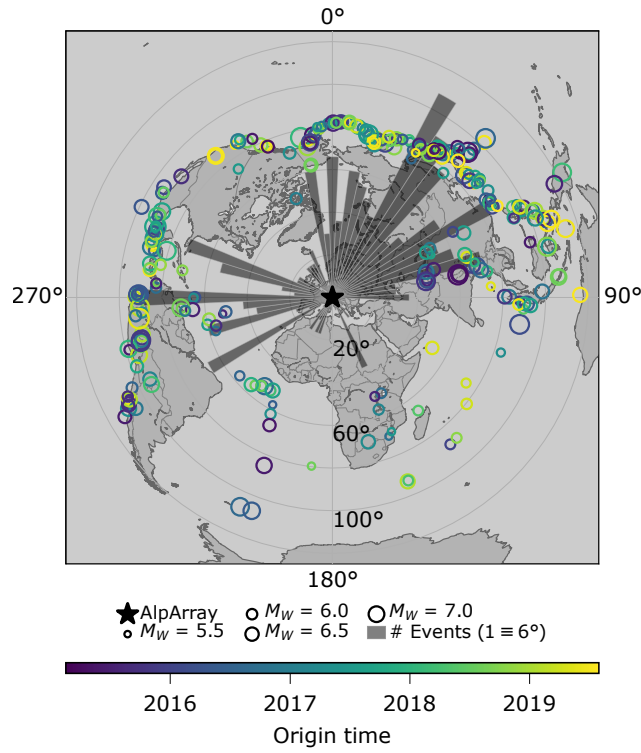 0°
270°
90°
20°
60°
100°
180°
AlpArray
M_W = 6.0
M_W = 7.0
M_W = 5.5
M_W = 6.5
# Events (1 ≡ 6°)
2016
2017
2018
2019
Origin time